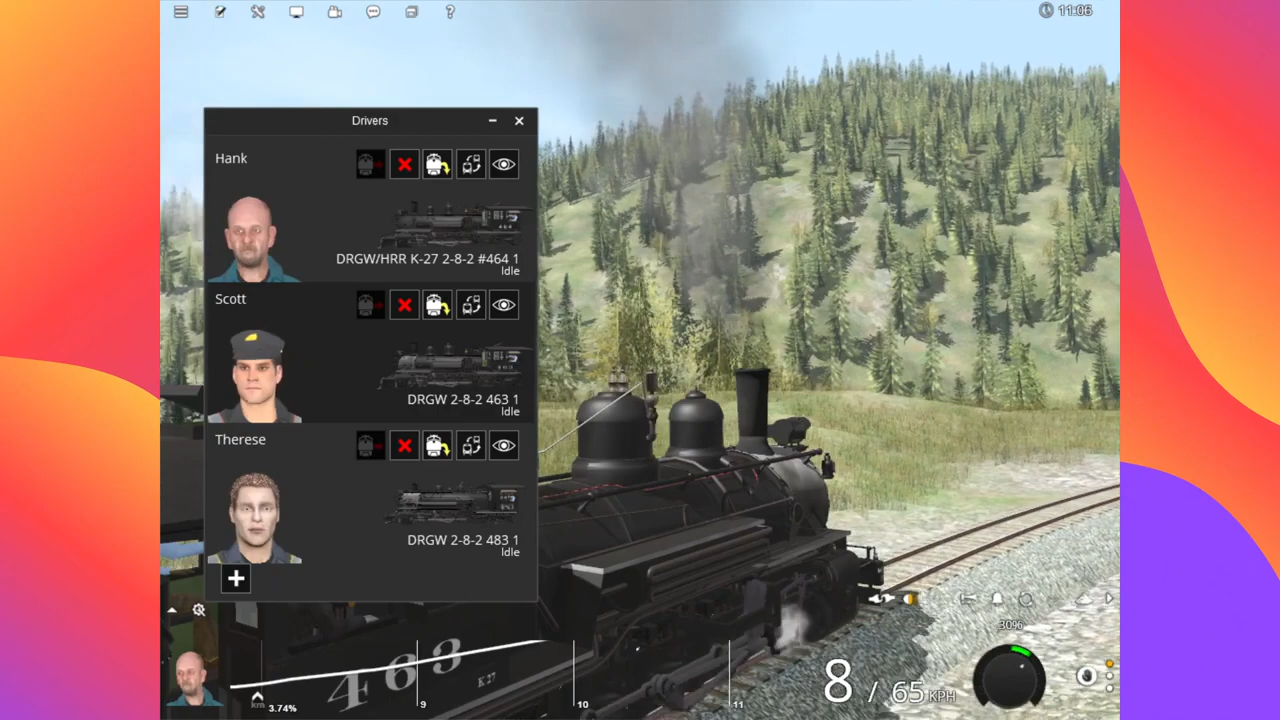 11:06
Drivers
Hank
DRGW/HRR K-27 2-8-2 #464 1
Idle
Scott
DRGW 2-8-2 463 1
Idle
Therese
DRGW 2-8-2 483 1
Idle
30%
463
K27
8 / 65 KPH
km
3.74%
9
10
11